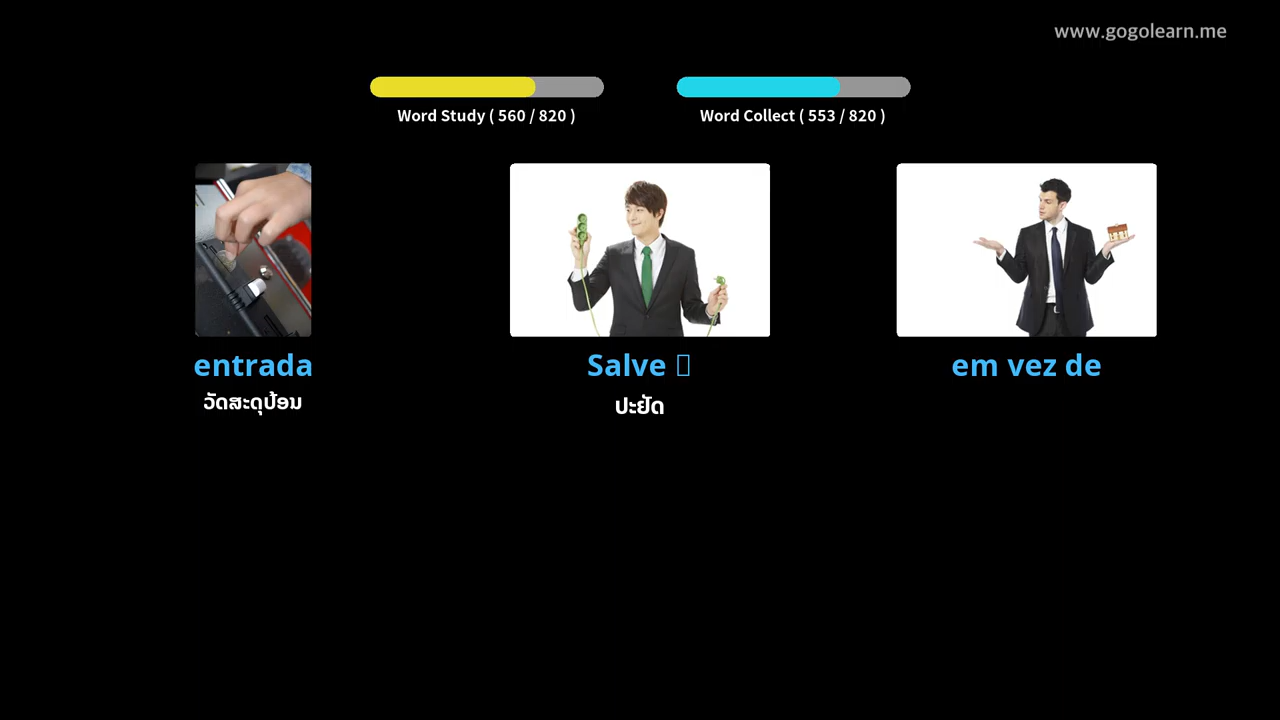 www.gogolearn.me
Word Study ( 560 / 820 )
Word Collect ( 553 / 820 )
entrada
ວັດສະດຸປ້ອນ
Salve 
ປະຢັດ
em vez de